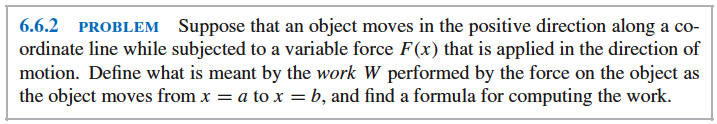 6.6.2 PROBLEM Suppose that an object moves in the positive direction along a co-
ordinate line while subjected to a variable force F(x) that is applied in the direction of
motion. Define what is meant by the work W performed by the force on the object as
the object moves from x = a to x = b, and find a formula for computing the work.